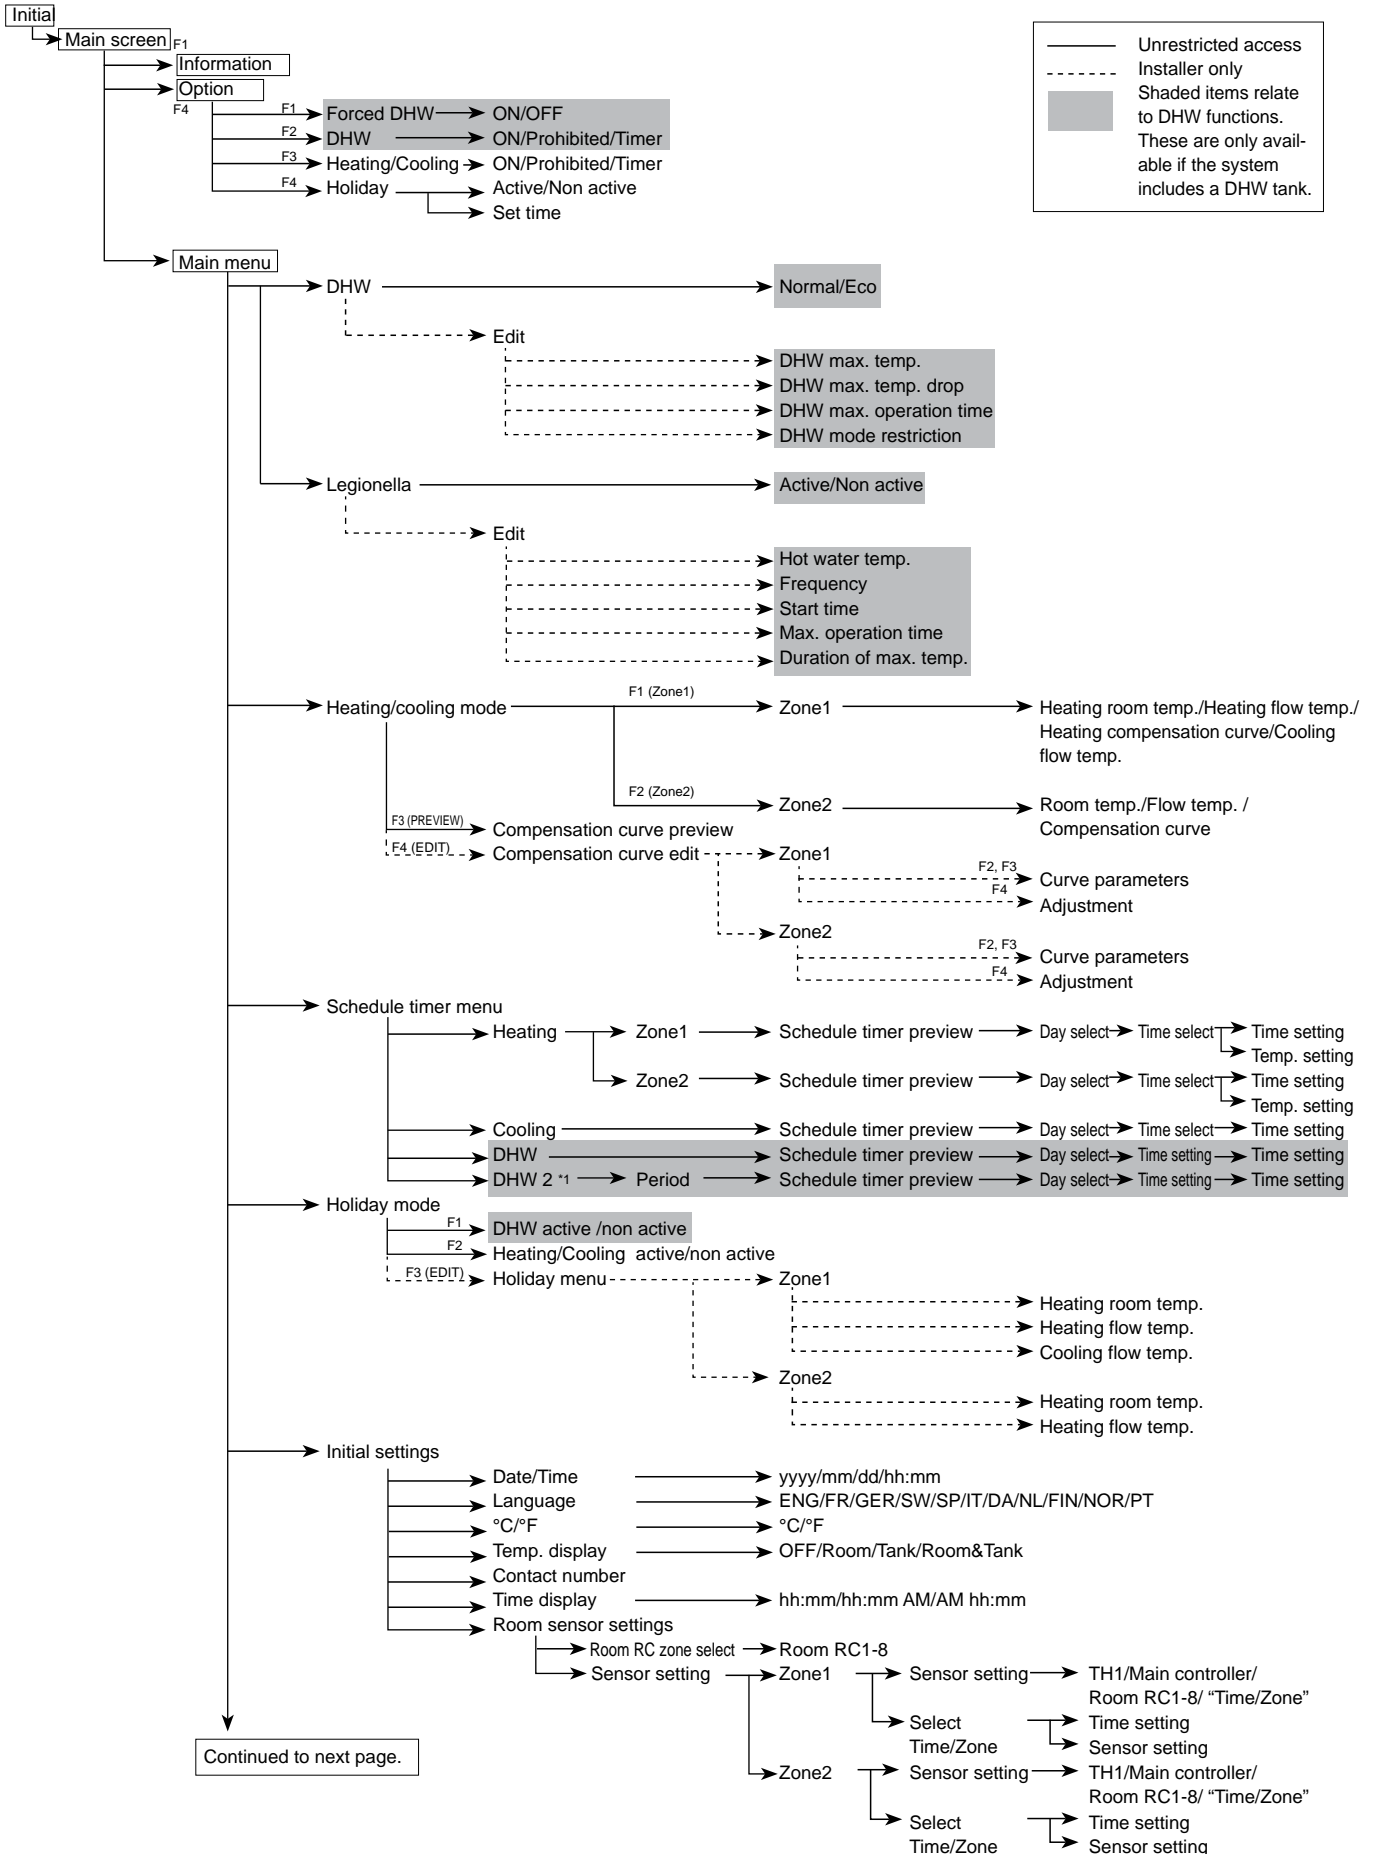 Initial
Main screen F1
Information
Option
F4
F1 Forced DHW ON/OFF
F2 DHW ON/Prohibited/Timer
F3 Heating/Cooling ON/Prohibited/Timer
F4 Holiday Active/Non active
Set time
Unrestricted access
Installer only
Shaded items relate
to DHW functions.
These are only avail-
able if the system
includes a DHW tank.
Main menu
DHW Normal/Eco
Edit
DHW max. temp.
DHW max. temp. drop
DHW max. operation time
DHW mode restriction
Legionella Active/Non active
Edit
Hot water temp.
Frequency
Start time
Max. operation time
Duration of max. temp.
Heating/cooling mode F1 (Zone1) Zone1 Heating room temp./Heating flow temp./
Heating compensation curve/Cooling
flow temp.
F2 (Zone2) Zone2 Room temp./Flow temp. /
Compensation curve
F3 (PREVIEW) Compensation curve preview
F4 (EDIT) Compensation curve edit Zone1
F2, F3 Curve parameters
F4 Adjustment
Zone2
F2, F3 Curve parameters
F4 Adjustment
Schedule timer menu
Heating Zone1 Schedule timer preview Day select Time select Time setting
Temp. setting
Zone2 Schedule timer preview Day select Time select Time setting
Temp. setting
Cooling Schedule timer preview Day select Time select Time setting
DHW Schedule timer preview Day select Time setting Time setting
DHW 2 *1 Period Schedule timer preview Day select Time setting Time setting
Holiday mode
F1 DHW active /non active
F2 Heating/Cooling active/non active
F3 (EDIT) Holiday menu Zone1
Heating room temp.
Heating flow temp.
Cooling flow temp.
Zone2
Heating room temp.
Heating flow temp.
Initial settings
Date/Time yyyy/mm/dd/hh:mm
Language ENG/FR/GER/SW/SP/IT/DA/NL/FIN/NOR/PT
°C/°F °C/°F
Temp. display OFF/Room/Tank/Room&Tank
Contact number
Time display hh:mm/hh:mm AM/AM hh:mm
Room sensor settings
Room RC zone select Room RC1-8
Sensor setting Zone1 Sensor setting TH1/Main controller/
Room RC1-8/ “Time/Zone”
Select Time setting
Time/Zone Sensor setting
Zone2 Sensor setting TH1/Main controller/
Room RC1-8/ “Time/Zone”
Select Time setting
Time/Zone Sensor setting
Continued to next page.